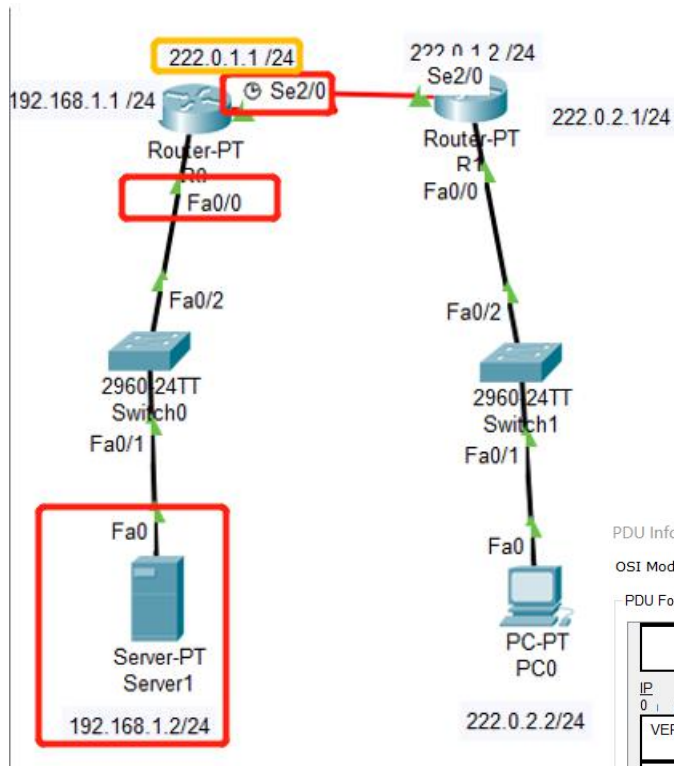 222.0.1.1 /24
222.0.1.2 /24
Se2/0
Se2/0
192.168.1.1 /24
222.0.2.1/24
Router-PT
R0
Router-PT
R1
Fa0/0
Fa0/0
Fa0/2
Fa0/2
2960-24TT
Switch0
2960-24TT
Switch1
Fa0/1
Fa0/1
Fa0
Fa0
Server-PT
Server1
PC-PT
PC0
192.168.1.2/24
222.0.2.2/24
PDU Info
OSI Mod
PDU Fo
IP
0
VER